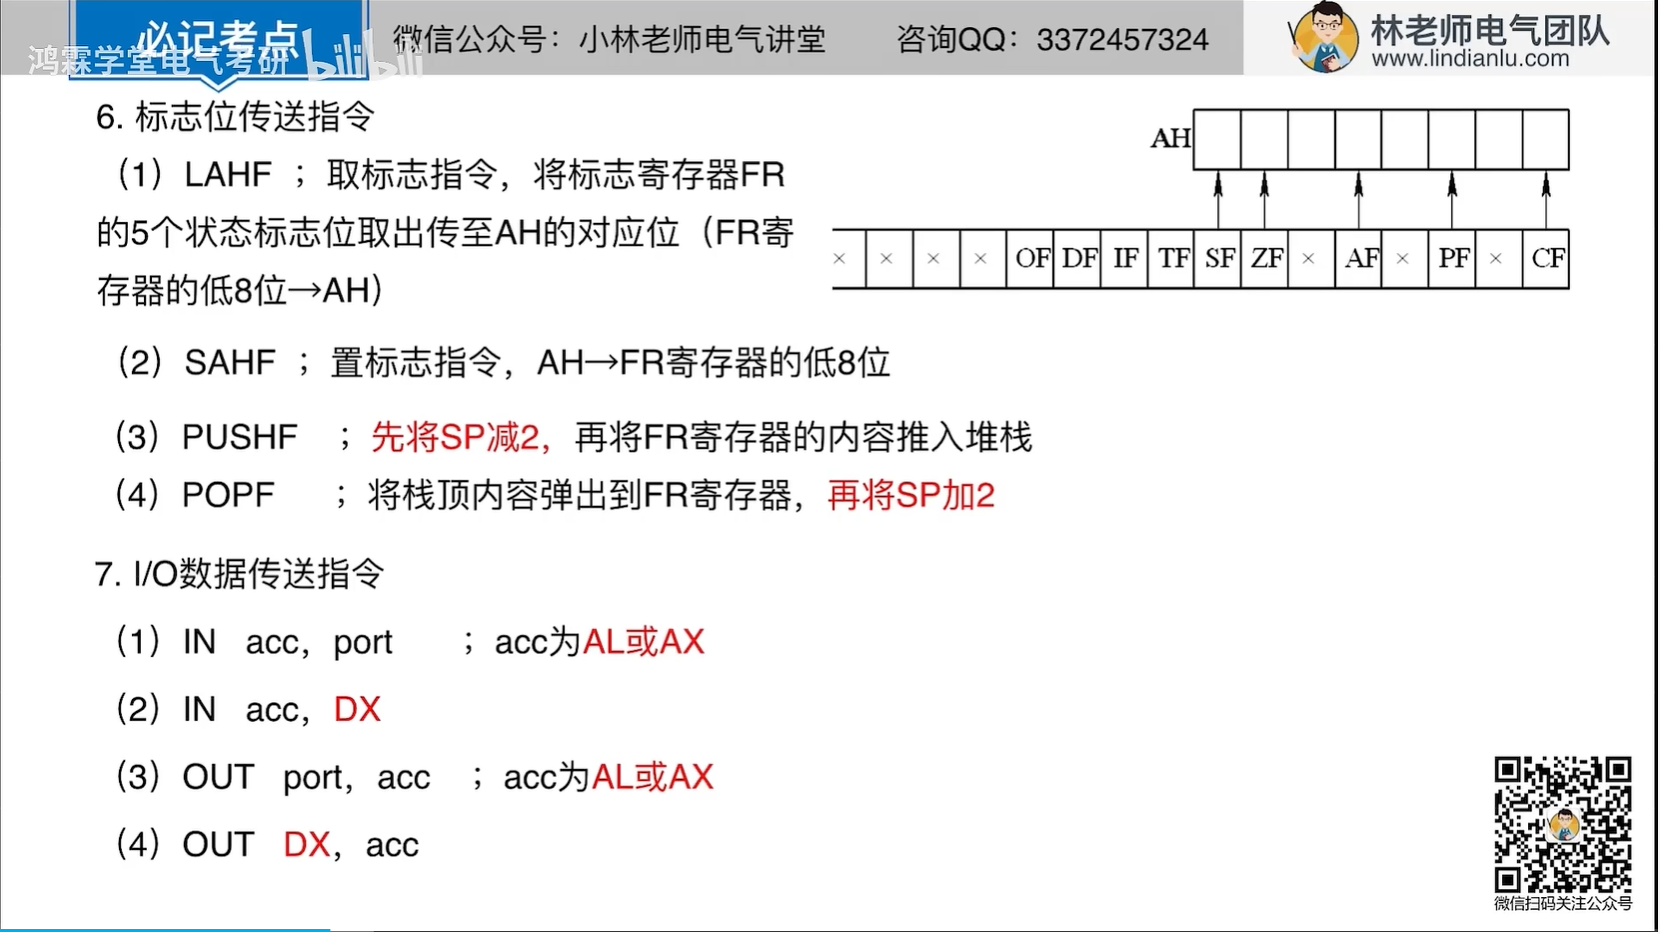 必记考点
鸿霖学堂电气考研 bilibili
微信公众号：小林老师电气讲堂 咨询QQ：3372457324
林老师电气团队
www.lindianlu.com
6. 标志位传送指令
（1）LAHF ；取标志指令，将标志寄存器FR
的5个状态标志位取出传至AH的对应位（FR寄
存器的低8位→AH）
AH
× × × × OF DF IF TF SF ZF × AF × PF × CF
（2）SAHF ；置标志指令，AH→FR寄存器的低8位
（3）PUSHF ；先将SP减2，再将FR寄存器的内容推入堆栈
（4）POPF ；将栈顶内容弹出到FR寄存器，再将SP加2
7. I/O数据传送指令
（1）IN acc，port ；acc为AL或AX
（2）IN acc，DX
（3）OUT port，acc ；acc为AL或AX
（4）OUT DX，acc
微信扫码关注公众号